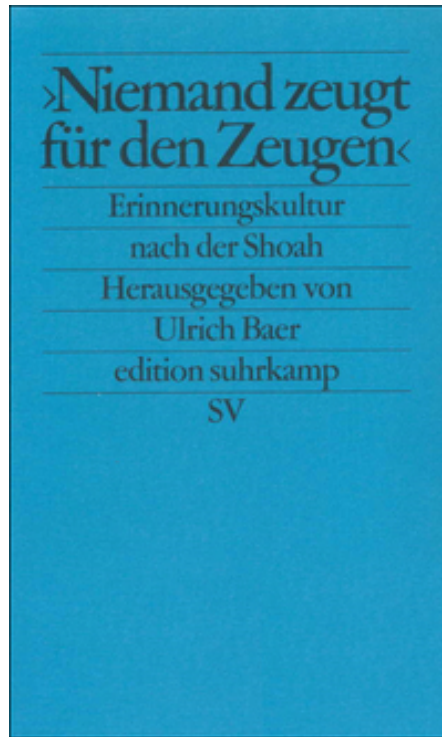 ›Niemand zeugt
für den Zeugen‹
Erinnerungskultur
nach der Shoah
Herausgegeben von
Ulrich Baer
edition suhrkamp
SV